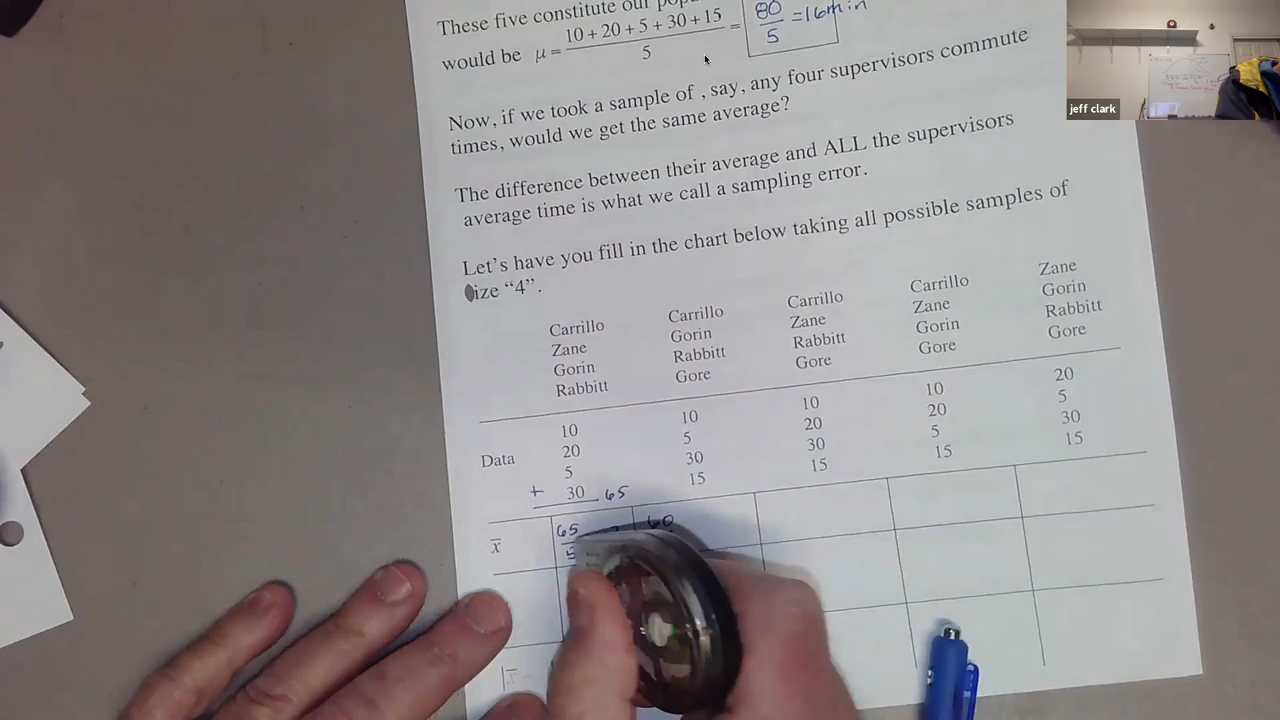 These five constitute our
would be μ = 10 + 20 + 5 + 30 + 15 / 5 = 80 / 5 = 16 min
Now, if we took a sample of , say, any four supervisors commute
times, would we get the same average?
The difference between their average and ALL the supervisors
average time is what we call a sampling error.
Let's have you fill in the chart below taking all possible samples of
ize “4”.
Carrillo Carrillo Carrillo Carrillo Zane
Zane Gorin Zane Zane Gorin
Gorin Rabbitt Rabbitt Gorin Rabbitt
Rabbitt Gore Gore Gore Gore
Data
10 10 10 10 20
20 5 20 20 5
5 30 30 5 30
+ 30 65 15 15 15 15
x̄ 65 60
5
jeff clark